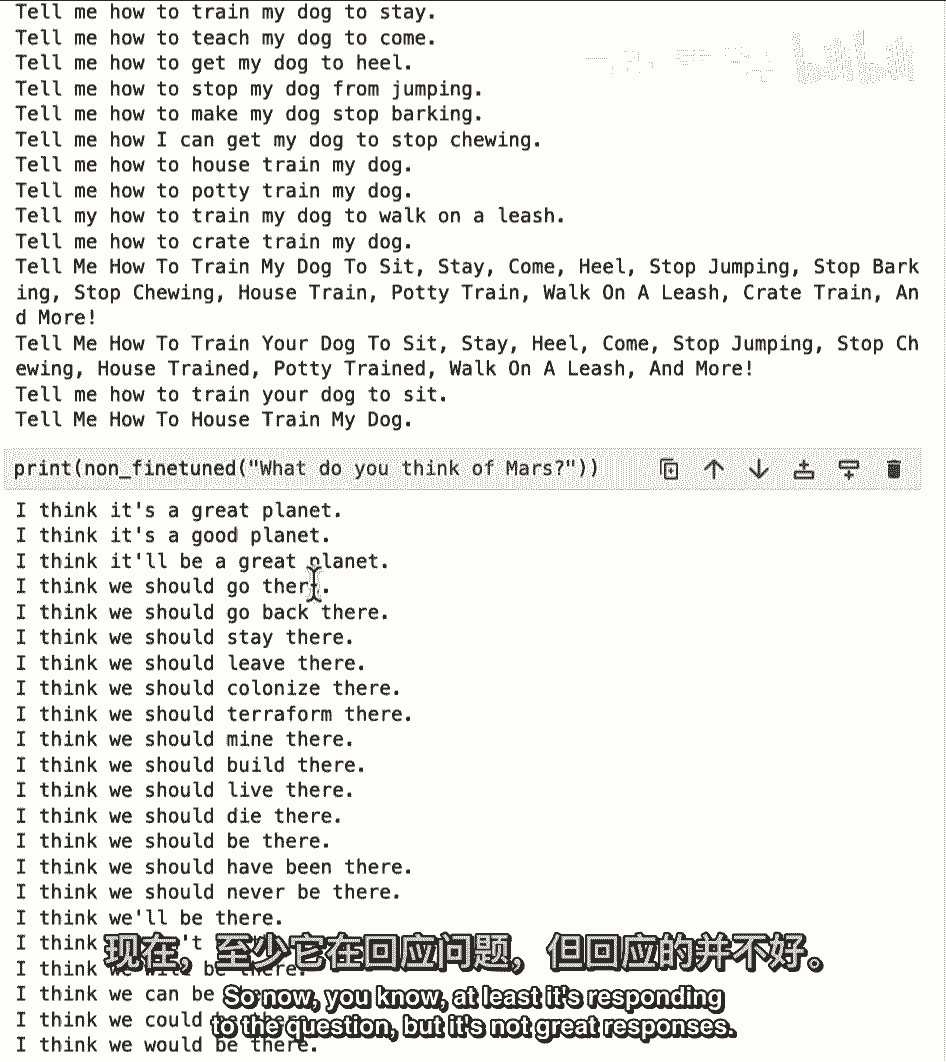 Tell me how to train my dog to stay.
Tell me how to teach my dog to come.
Tell me how to get my dog to heel.
Tell me how to stop my dog from jumping.
Tell me how to make my dog stop barking.
Tell me how I can get my dog to stop chewing.
Tell me how to house train my dog.
Tell me how to potty train my dog.
Tell my how to train my dog to walk on a leash.
Tell me how to crate train my dog.
Tell Me How To Train My Dog To Sit, Stay, Come, Heel, Stop Jumping, Stop Bark
ing, Stop Chewing, House Train, Potty Train, Walk On A Leash, Crate Train, An
d More!
Tell Me How To Train Your Dog To Sit, Stay, Heel, Come, Stop Jumping, Stop Ch
ewing, House Trained, Potty Trained, Walk On A Leash, And More!
Tell me how to train your dog to sit.
Tell Me How To House Train My Dog.
print(non_finetuned("What do you think of Mars?"))
I think it's a great planet.
I think it's a good planet.
I think it'll be a great planet.
I think we should go there.
I think we should go back there.
I think we should stay there.
I think we should leave there.
I think we should colonize there.
I think we should terraform there.
I think we should mine there.
I think we should build there.
I think we should live there.
I think we should die there.
I think we should be there.
I think we should have been there.
I think we should never be there.
I think we'll be there.
I think
现在，至少它在回应问题，但回应的并不好。
I think we will be there.
I think we can be
So now, you know, at least it's responding
I think we could
to the question, but it's not great responses.
I think we would be there.